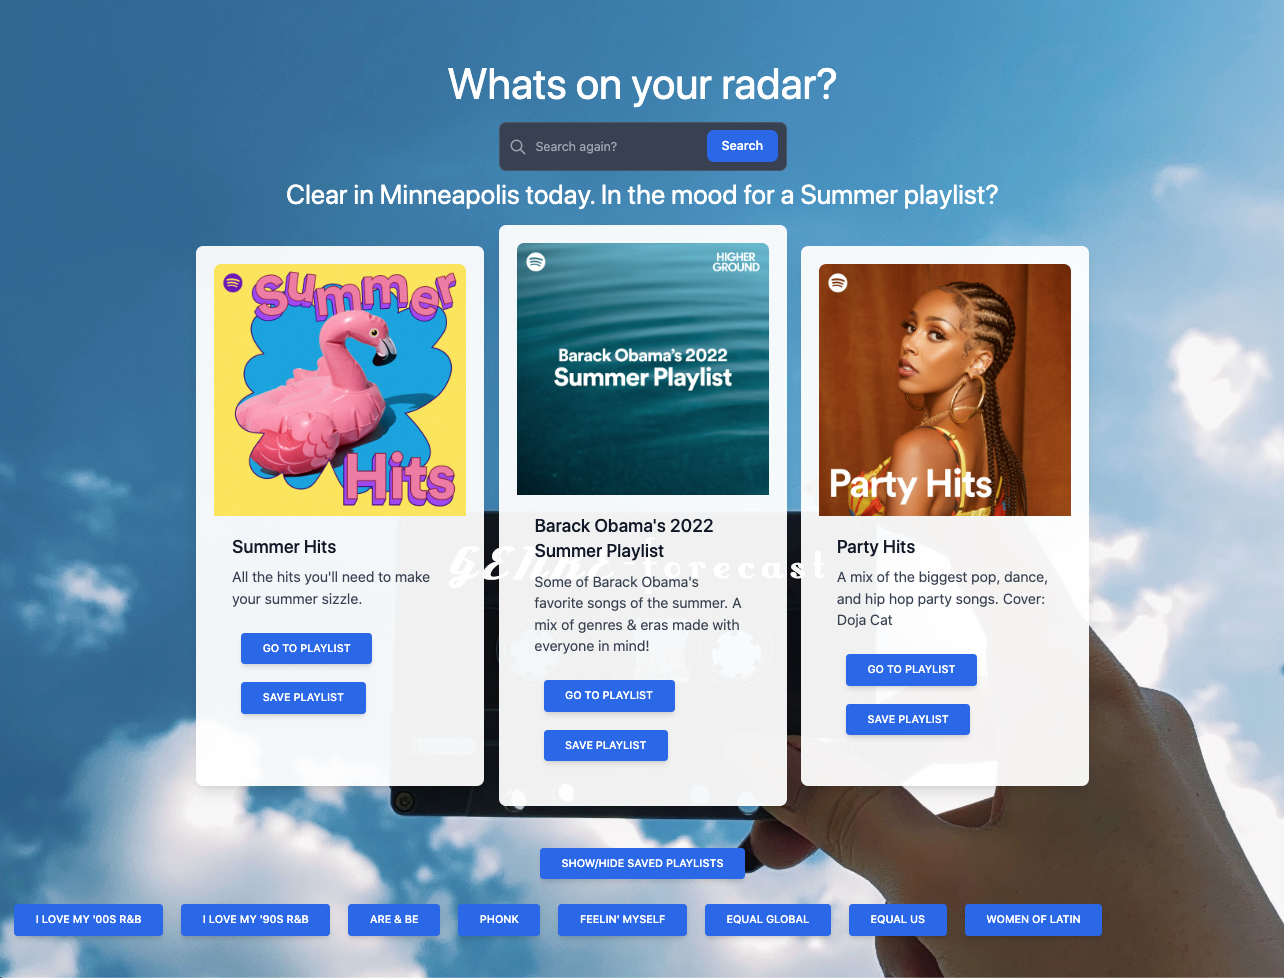 Whats on your radar?
Search again?
Search
Clear in Minneapolis today. In the mood for a Summer playlist?
Summer
Hits
Summer Hits
All the hits you'll need to make
your summer sizzle.
GO TO PLAYLIST
SAVE PLAYLIST
HIGHER
GROUND
Barack Obama's 2022
Summer Playlist
Barack Obama's 2022
Summer Playlist
Some of Barack Obama's
favorite songs of the summer. A
mix of genres & eras made with
everyone in mind!
GO TO PLAYLIST
SAVE PLAYLIST
Party Hits
Party Hits
A mix of the biggest pop, dance,
and hip hop party songs. Cover:
Doja Cat
GO TO PLAYLIST
SAVE PLAYLIST
GENRE-forecast
SHOW/HIDE SAVED PLAYLISTS
I LOVE MY '00S R&B
I LOVE MY '90S R&B
ARE & BE
PHONK
FEELIN' MYSELF
EQUAL GLOBAL
EQUAL US
WOMEN OF LATIN